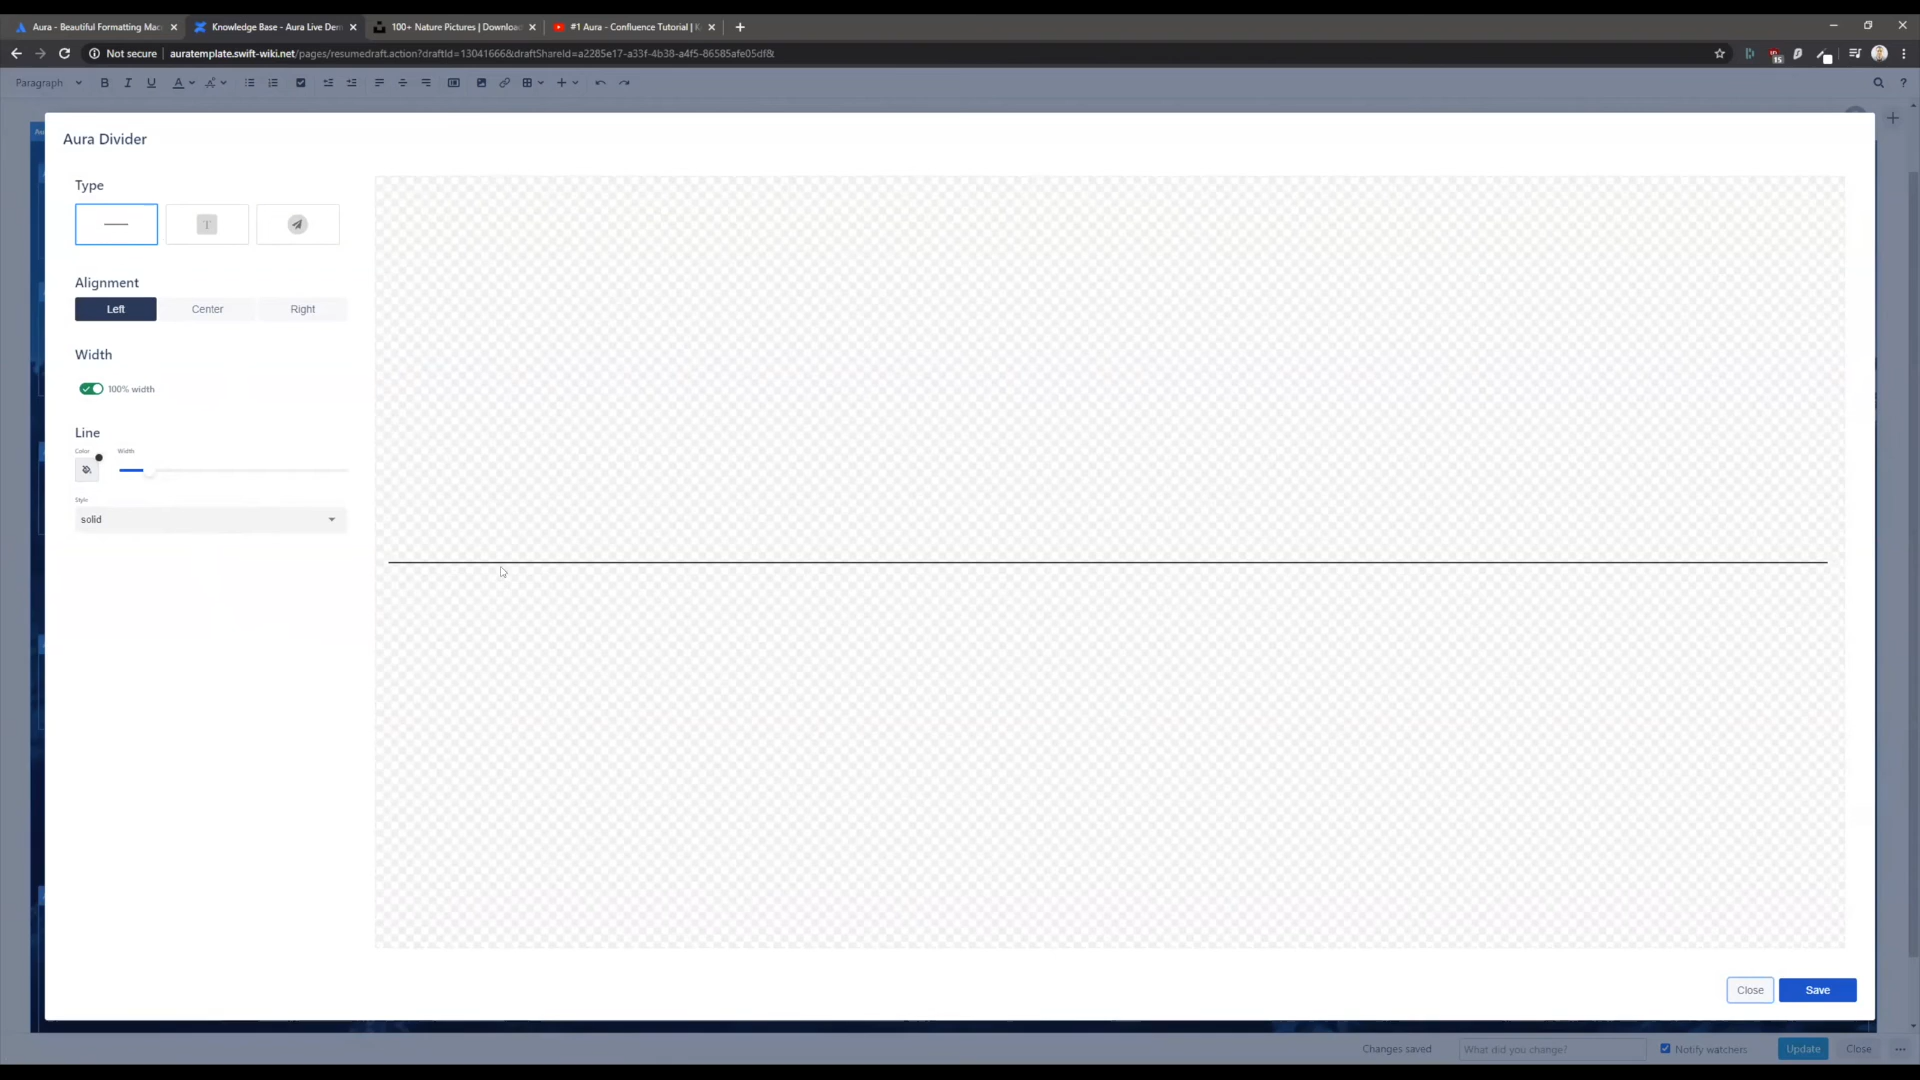 Aura - Beautiful Formatting Mac
Knowledge Base - Aura Live Dem
100+ Nature Pictures | Download
#1 Aura - Confluence Tutorial | K
Not secure | auratemplate.swift-wiki.net/pages/resumedraft.action?draftId=13041666&draftShareId=a2285e17-a33f-4b38-a4f5-86585afe05df&
15
Paragraph
Aura Divider
Type
T
Alignment
Left Center Right
Width
100% width
Line
Color Width
Style
solid
Close Save
Changes saved What did you change? Notify watchers Update Close